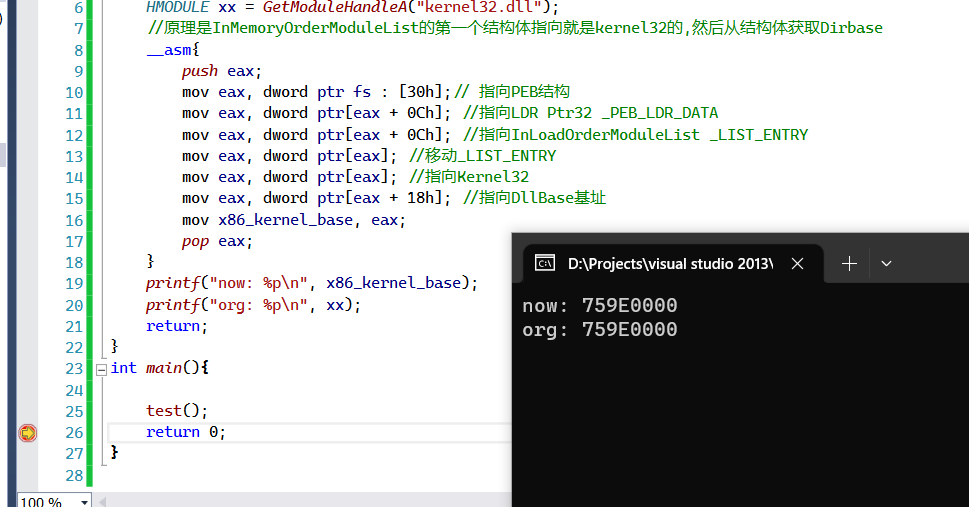 6 HMODULE xx = GetModuleHandleA("kernel32.dll");
7 //原理是InMemoryOrderModuleList的第一个结构体指向就是kernel32的,然后从结构体获取Dirbase
8 __asm{
9 push eax;
10 mov eax, dword ptr fs : [30h];// 指向PEB结构
11 mov eax, dword ptr[eax + 0Ch]; //指向LDR Ptr32 _PEB_LDR_DATA
12 mov eax, dword ptr[eax + 0Ch]; //指向InLoadOrderModuleList _LIST_ENTRY
13 mov eax, dword ptr[eax]; //移动_LIST_ENTRY
14 mov eax, dword ptr[eax]; //指向Kernel32
15 mov eax, dword ptr[eax + 18h]; //指向DllBase基址
16 mov x86_kernel_base, eax;
17 pop eax;
18 }
19 printf("now: %p\n", x86_kernel_base);
20 printf("org: %p\n", xx);
21 return;
22 }
23 int main(){
24
25 test();
26 return 0;
27 }
28
100 %
D:\Projects\visual studio 2013\
now: 759E0000
org: 759E0000